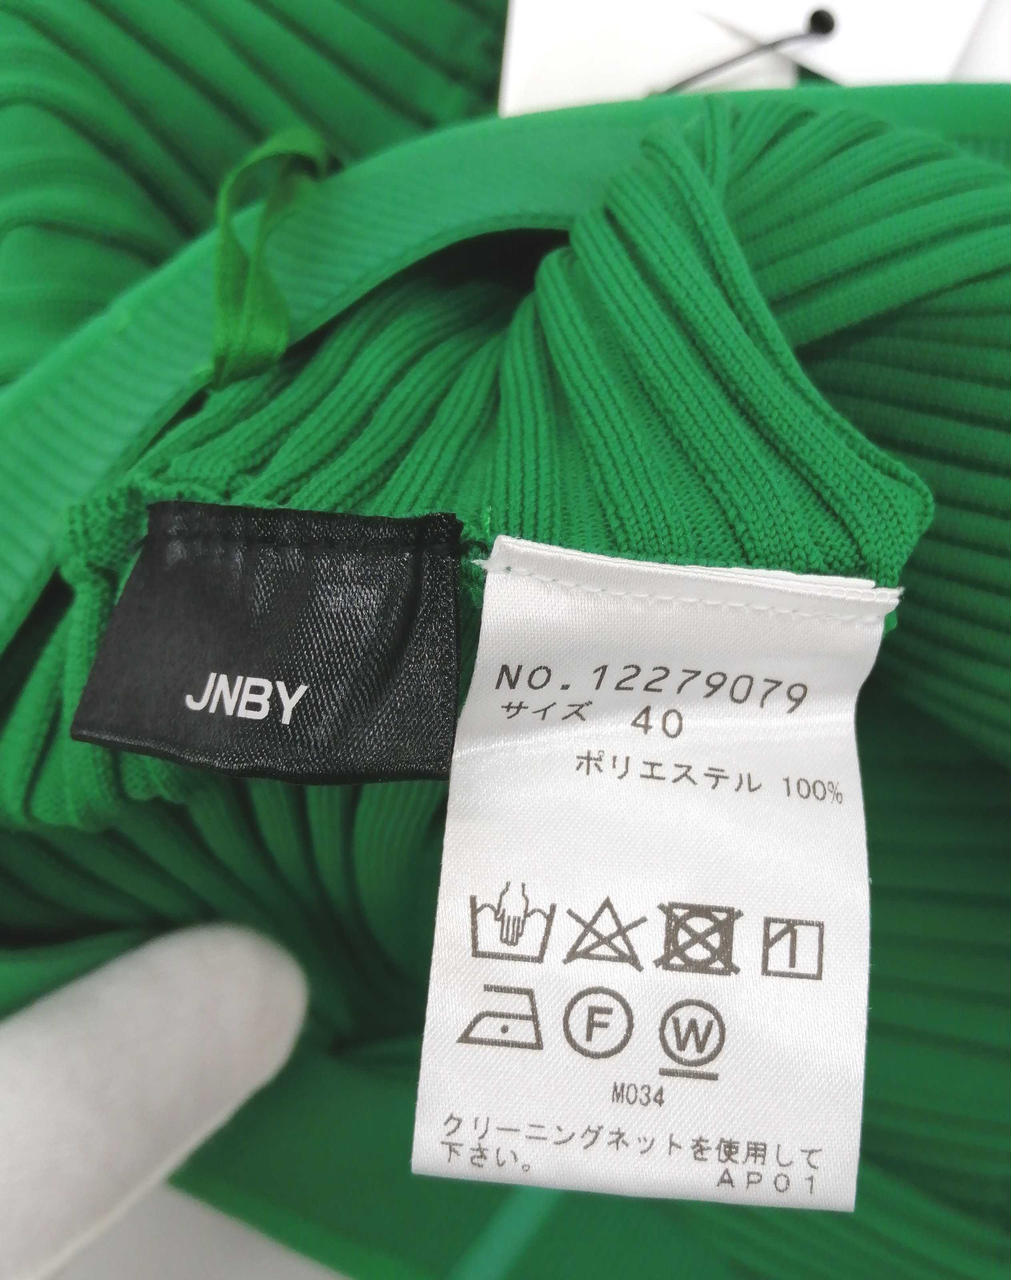 JNBY
NO.12279079
サイズ 40
ポリエステル 100%
F
W
M034
クリーニングネットを使用して
下さい。
AP01